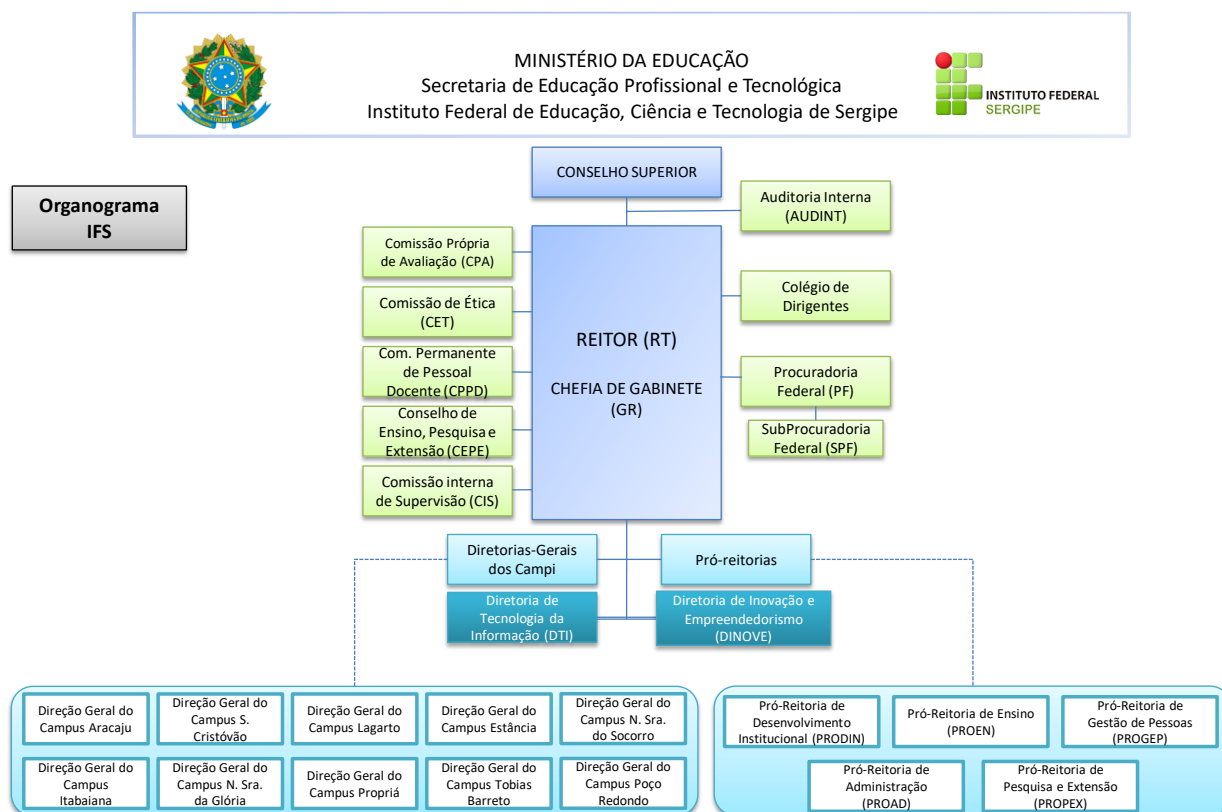 MINISTÉRIO DA EDUCAÇÃO
Secretaria de Educação Profissional e Tecnológica
Instituto Federal de Educação, Ciência e Tecnologia de Sergipe
INSTITUTO FEDERAL
SERGIPE
Organograma
IFS
CONSELHO SUPERIOR
Auditoria Interna
(AUDINT)
Comissão Própria
de Avaliação (CPA)
Comissão de Ética
(CET)
Com. Permanente
de Pessoal
Docente (CPPD)
Conselho de
Ensino, Pesquisa e
Extensão (CEPE)
Comissão interna
de Supervisão (CIS)
REITOR (RT)
CHEFIA DE GABINETE
(GR)
Colégio de
Dirigentes
Procuradoria
Federal (PF)
SubProcuradoria
Federal (SPF)
Diretorias-Gerais
dos Campi
Pró-reitorias
Diretoria de
Tecnologia da
Informação (DTI)
Diretoria de Inovação e
Empreendedorismo
(DINOVE)
Direção Geral do
Campus Aracaju
Direção Geral do
Campus S.
Cristóvão
Direção Geral do
Campus Lagarto
Direção Geral do
Campus Estância
Direção Geral do
Campus N. Sra.
do Socorro
Direção Geral do
Campus
Itabaiana
Direção Geral do
Campus N. Sra.
da Glória
Direção Geral do
Campus Propriá
Direção Geral do
Campus Tobias
Barreto
Direção Geral do
Campus Poço
Redondo
Pró-Reitoria de
Desenvolvimento
Institucional (PRODIN)
Pró-Reitoria de Ensino
(PROEN)
Pró-Reitoria de
Gestão de Pessoas
(PROGEP)
Pró-Reitoria de
Administração
(PROAD)
Pró-Reitoria de
Pesquisa e Extensão
(PROPEX)